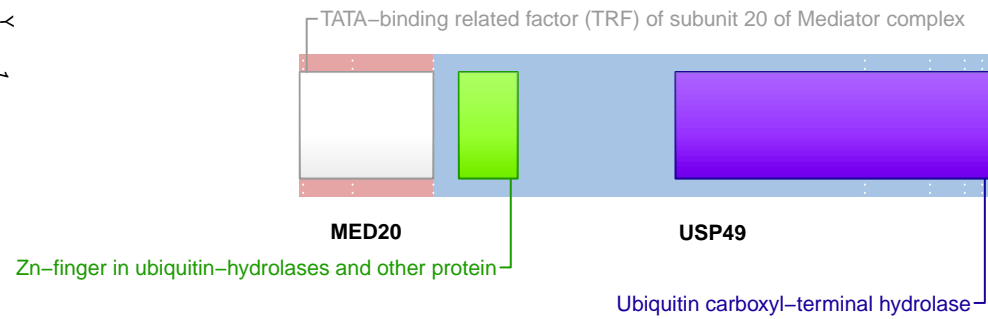 TATA−binding related factor (TRF) of subunit 20 of Mediator complex
MED20
USP49
Zn−finger in ubiquitin−hydrolases and other protein
Ubiquitin carboxyl−terminal hydrolase